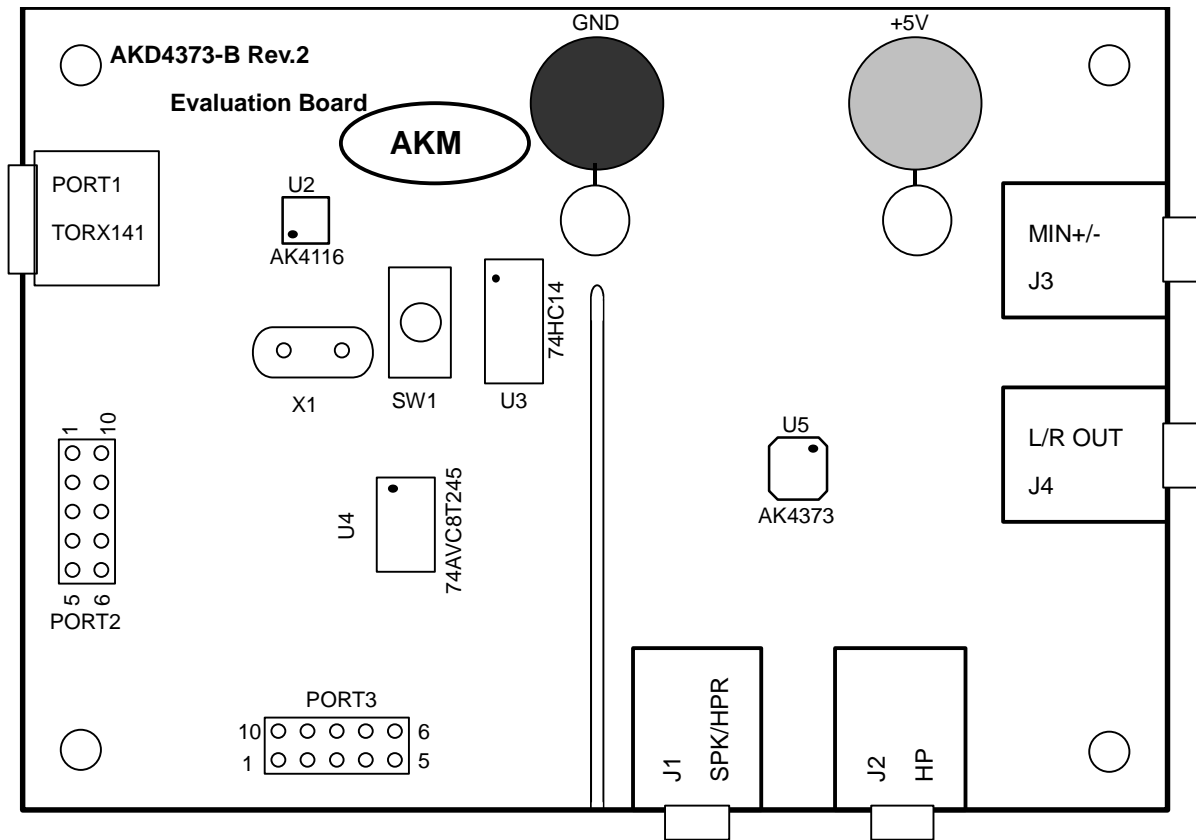 GND
+5V
AKD4373-B Rev.2
Evaluation Board
AKM
PORT1
TORX141
U2
AK4116
MIN+/-
J3
74HC14
X1
SW1
U3
1 10
5 6
PORT2
U4
74AVC8T245
U5
AK4373
L/R OUT
J4
PORT3
10 6
1 5
J1
SPK/HPR
J2
HP